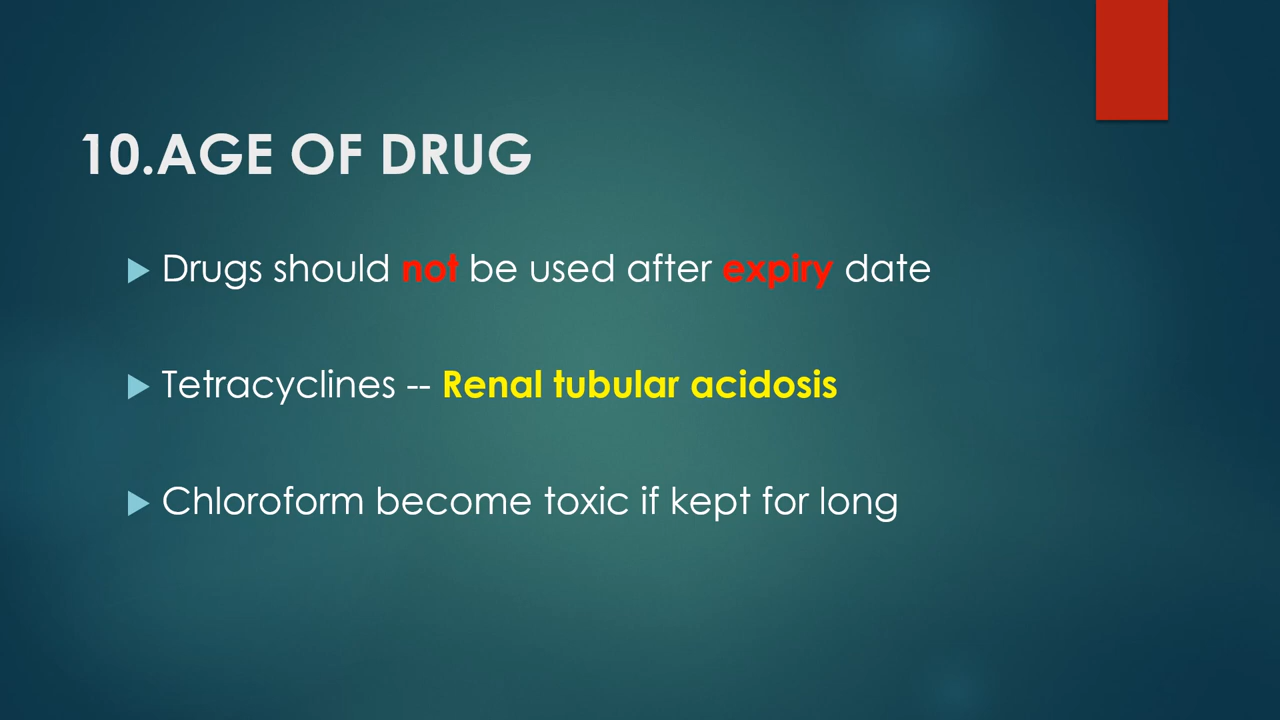 10.AGE OF DRUG
Drugs should not be used after expiry date
Tetracyclines -- Renal tubular acidosis
Chloroform become toxic if kept for long